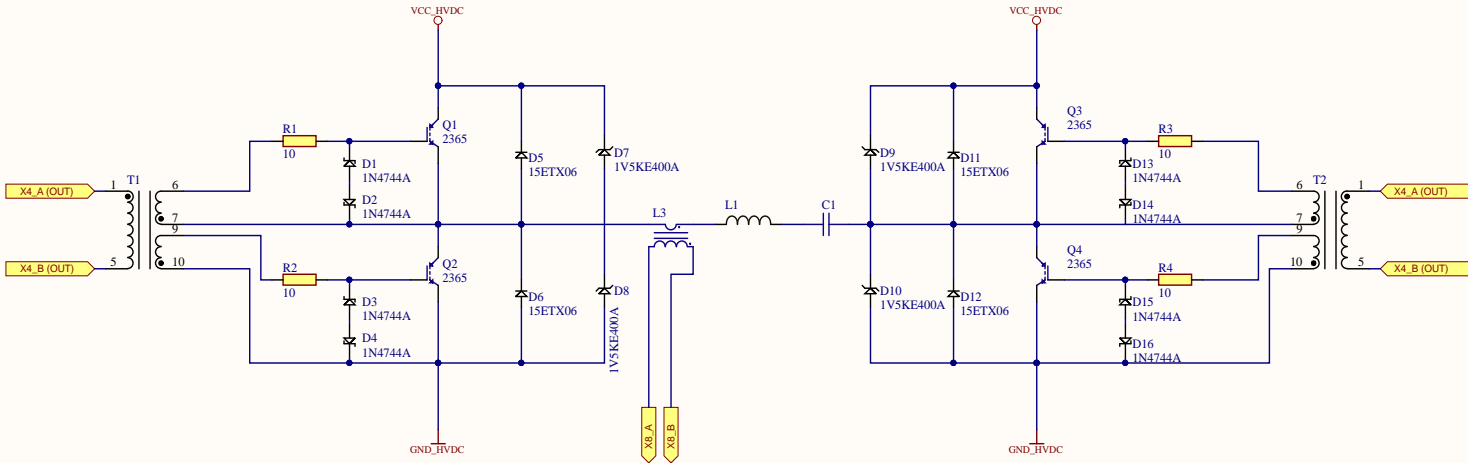 VCC_HVDC
VCC_HVDC
R1
10
Q1
2365
D1
1N4744A
D2
1N4744A
D5
15ETX06
D7
1V5KE400A
X4_A (OUT)
X4_B (OUT)
T1
1
5
6
7
9
10
R2
10
Q2
2365
D3
1N4744A
D4
1N4744A
D6
15ETX06
D8
1V5KE400A
GND_HVDC
L3
L1
C1
X8_A
X8_B
D9
1V5KE400A
D11
15ETX06
Q3
2365
R3
10
D13
1N4744A
D14
1N4744A
D10
1V5KE400A
D12
15ETX06
Q4
2365
R4
10
D15
1N4744A
D16
1N4744A
T2
6
7
9
10
1
5
X4_A (OUT)
X4_B (OUT)
GND_HVDC